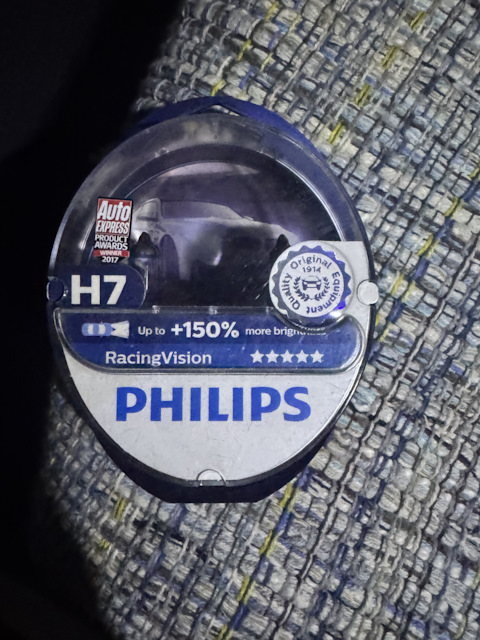 Auto
EXPRESS
PRODUCT
AWARDS
WINNER
2017
H7
Quality Original Equipment
1914
Up to +150% more brightness
RacingVision ★★★★★
PHILIPS